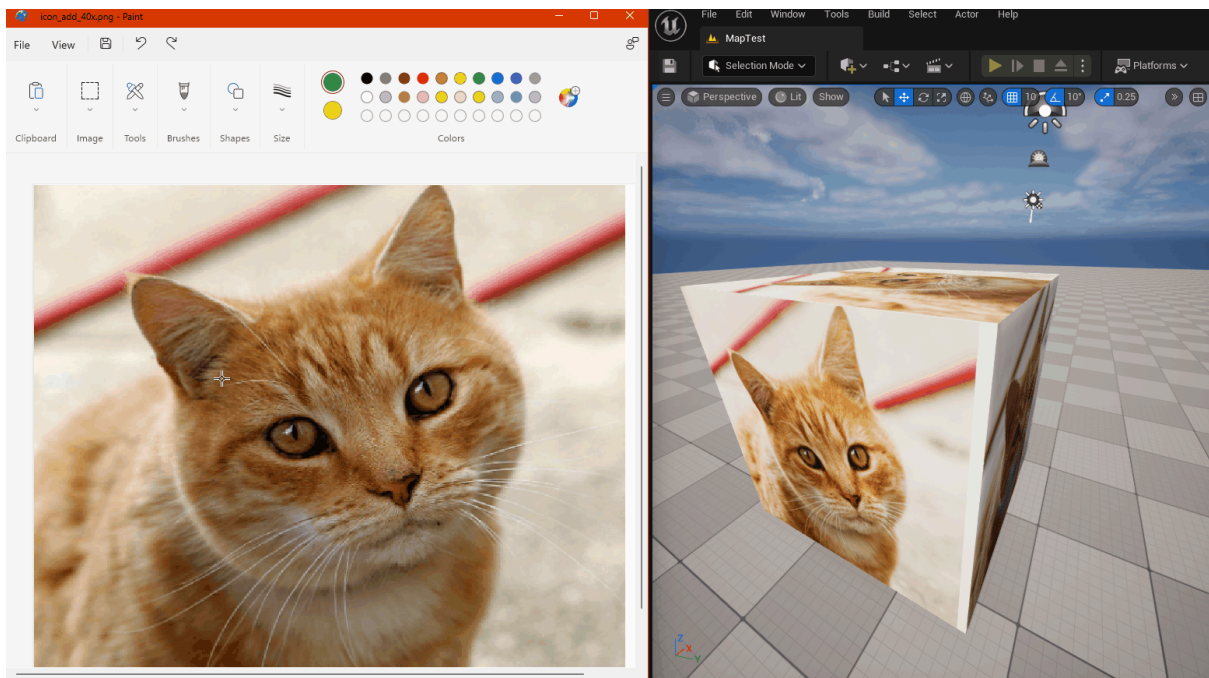 icon_add_40x.png - Paint
File View
Clipboard Image Tools Brushes Shapes Size Colors
File Edit Window Tools Build Select Actor Help
MapTest
Selection Mode Platforms
Perspective Lit Show 10 10° 0.25
Z
X
Y